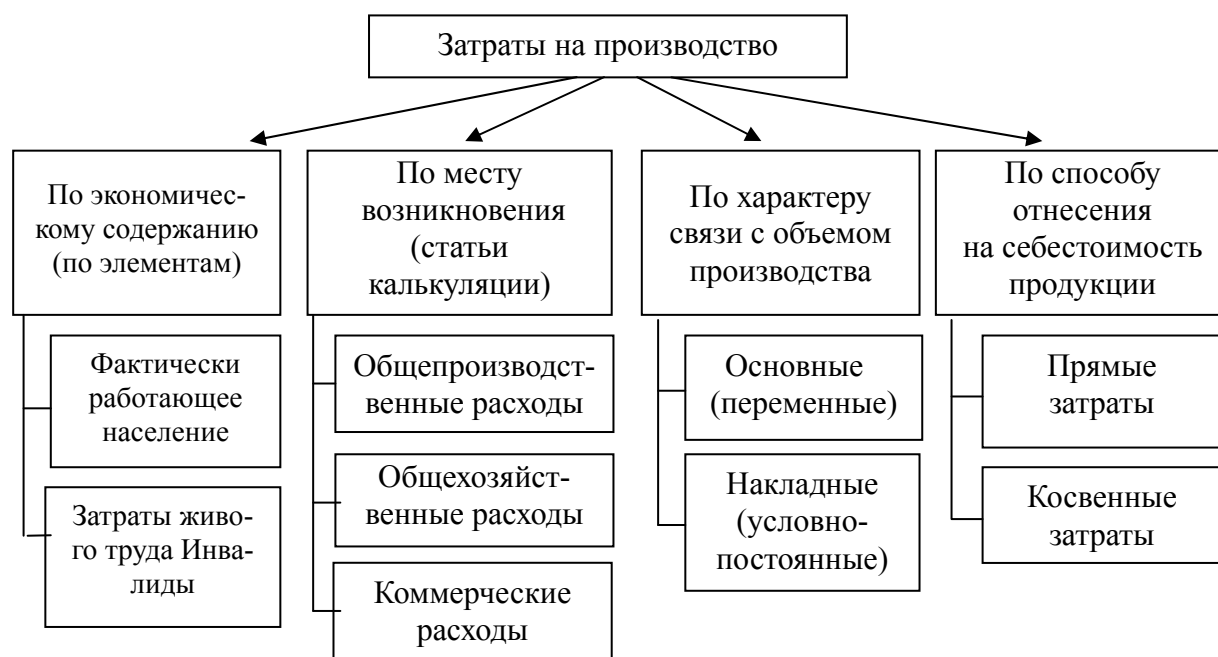 Затраты на производство
По экономичес-
кому содержанию
(по элементам)
По месту
возникновения
(статьи
калькуляции)
По характеру
связи с объемом
производства
По способу
отнесения
на себестоимость
продукции
Фактически
работающее
население
Затраты живо-
го труда Инва-
лиды
Общепроизводст-
венные расходы
Общехозяйст-
венные расходы
Коммерческие
расходы
Основные
(переменные)
Накладные
(условно-
постоянные)
Прямые
затраты
Косвенные
затраты